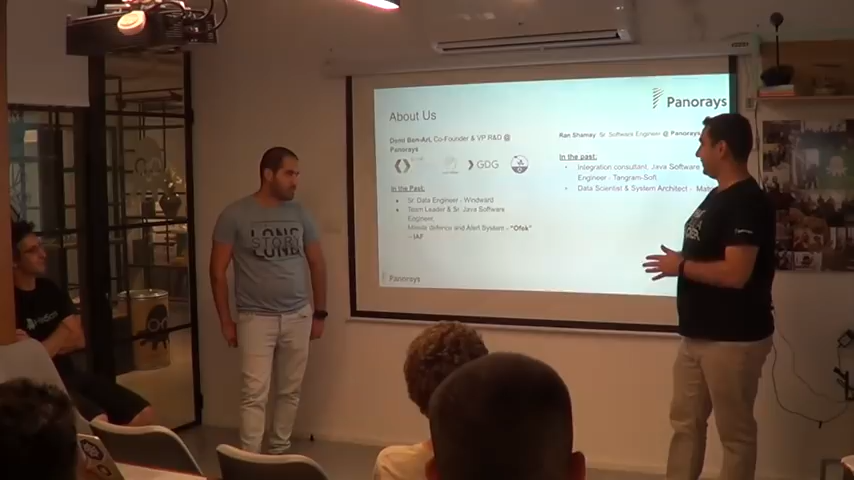 Panorays
About Us
Demi Ben-Ari, Co-Founder & VP R&D @
Panorays
GDG
In the Past:
Sr. Data Engineer - Windward
Team Leader & Sr. Java Software
Engineer,
Missile defence and Alert System - "Ofek"
- IAF
Ran Shamay Sr. Software Engineer @ Panorays
In the past:
Integration consultant, Java Software
Engineer - Tangram-Soft
Data Scientist & System Architect -
Panorays
LONG
STORY